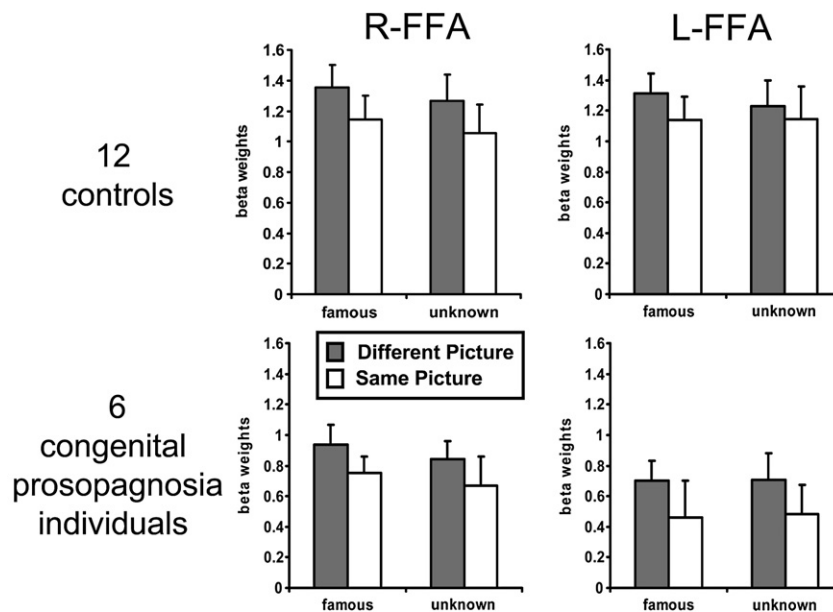 R-FFA
L-FFA
12
controls
beta weights
1.6
1.4
1.2
1
0.8
0.6
0.4
0.2
0
famous
unknown
beta weights
1.6
1.4
1.2
1
0.8
0.6
0.4
0.2
0
famous
unknown
Different Picture
Same Picture
6
congenital
prosopagnosia
individuals
beta weights
1.6
1.4
1.2
1
0.8
0.6
0.4
0.2
0
famous
unknown
beta weights
1.6
1.4
1.2
1
0.8
0.6
0.4
0.2
0
famous
unknown